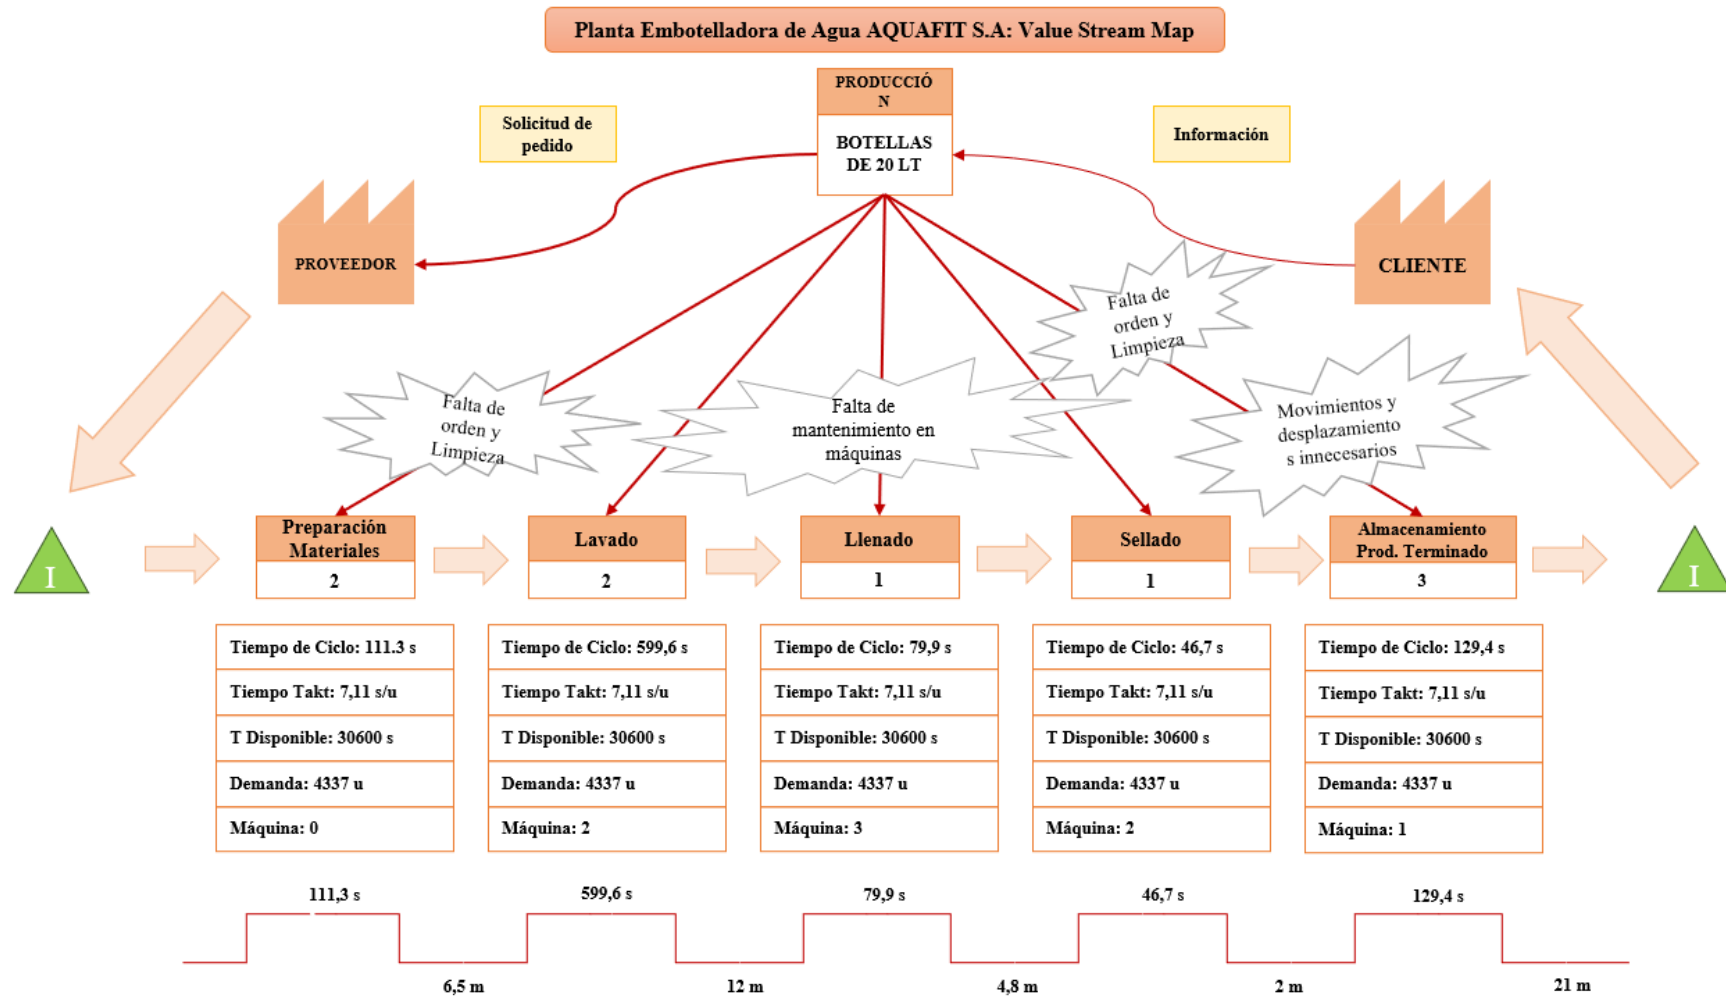 Planta Embotelladora de Agua AQUAFIT S.A: Value Stream Map
PRODUCCIÓ
N
BOTELLAS
DE 20 LT
Solicitud de
pedido
Información
PROVEEDOR
CLIENTE
Falta de
orden y
Limpieza
Falta de
mantenimiento en
máquinas
Falta de
orden y
Limpieza
Movimientos y
desplazamiento
s innecesarios
I
Preparación
Materiales
2
Lavado
2
Llenado
1
Sellado
1
Almacenamiento
Prod. Terminado
3
I
Tiempo de Ciclo: 111.3 s
Tiempo Takt: 7,11 s/u
T Disponible: 30600 s
Demanda: 4337 u
Máquina: 0
Tiempo de Ciclo: 599,6 s
Tiempo Takt: 7,11 s/u
T Disponible: 30600 s
Demanda: 4337 u
Máquina: 2
Tiempo de Ciclo: 79,9 s
Tiempo Takt: 7,11 s/u
T Disponible: 30600 s
Demanda: 4337 u
Máquina: 3
Tiempo de Ciclo: 46,7 s
Tiempo Takt: 7,11 s/u
T Disponible: 30600 s
Demanda: 4337 u
Máquina: 2
Tiempo de Ciclo: 129,4 s
Tiempo Takt: 7,11 s/u
T Disponible: 30600 s
Demanda: 4337 u
Máquina: 1
111,3 s
599,6 s
79,9 s
46,7 s
129,4 s
6,5 m
12 m
4,8 m
2 m
21 m